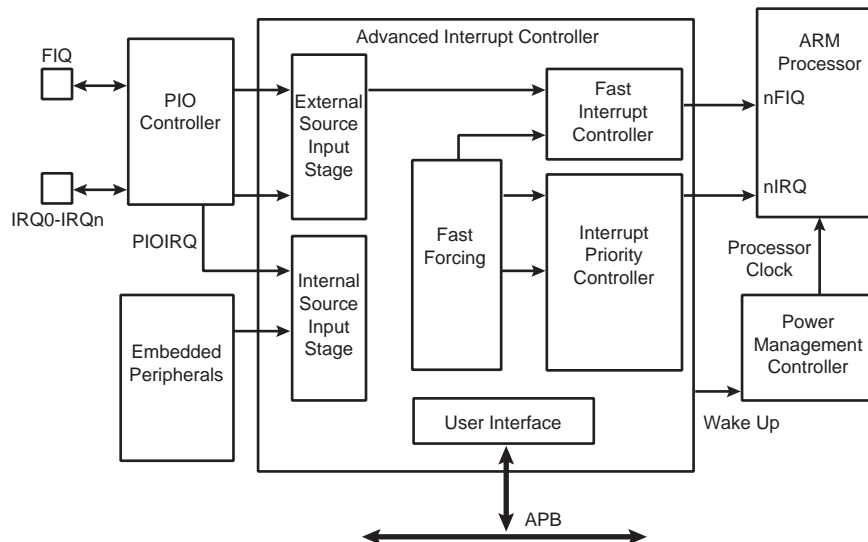 Advanced Interrupt Controller
FIQ
PIO
Controller
IRQ0-IRQn
PIOIRQ
External
Source
Input
Stage
Internal
Source
Input
Stage
Embedded
Peripherals
Fast
Forcing
Fast
Interrupt
Controller
Interrupt
Priority
Controller
ARM
Processor
nFIQ
nIRQ
Processor
Clock
Power
Management
Controller
Wake Up
User Interface
APB